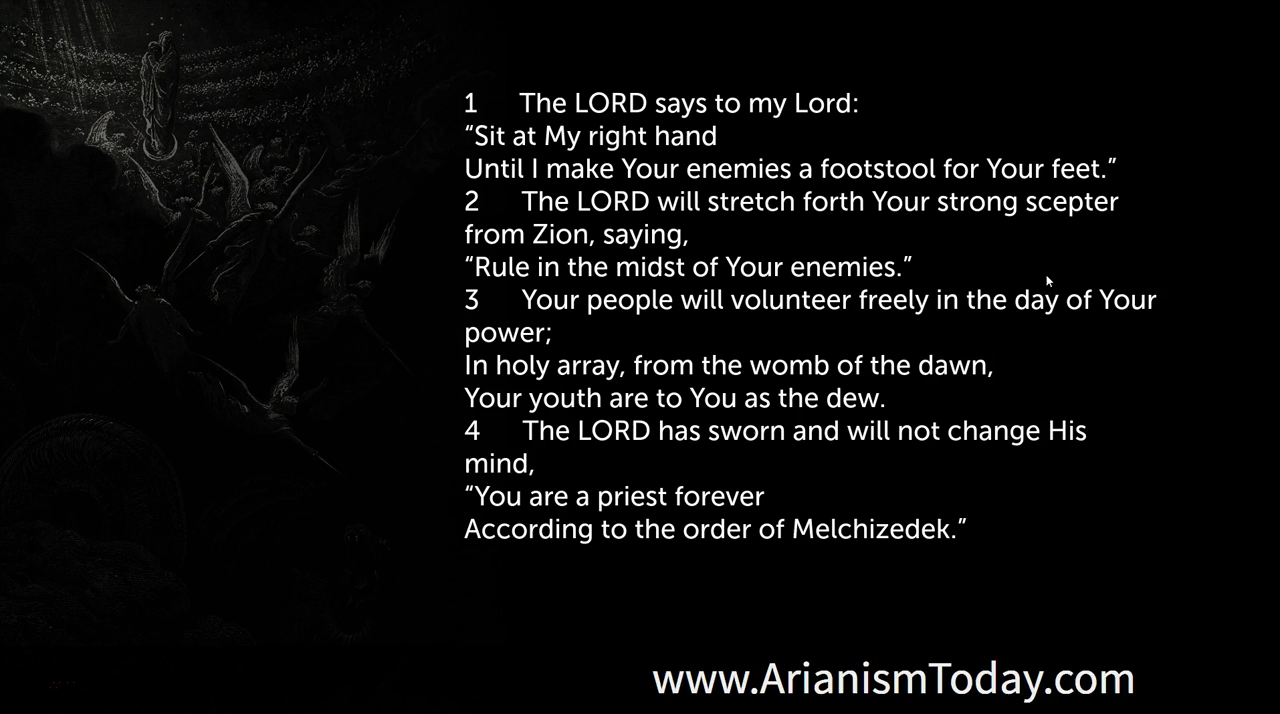 1 The LORD says to my Lord:
“Sit at My right hand
Until I make Your enemies a footstool for Your feet.”
2 The LORD will stretch forth Your strong scepter
from Zion, saying,
“Rule in the midst of Your enemies.”
3 Your people will volunteer freely in the day of Your
power;
In holy array, from the womb of the dawn,
Your youth are to You as the dew.
4 The LORD has sworn and will not change His
mind,
“You are a priest forever
According to the order of Melchizedek.”
www.ArianismToday.com